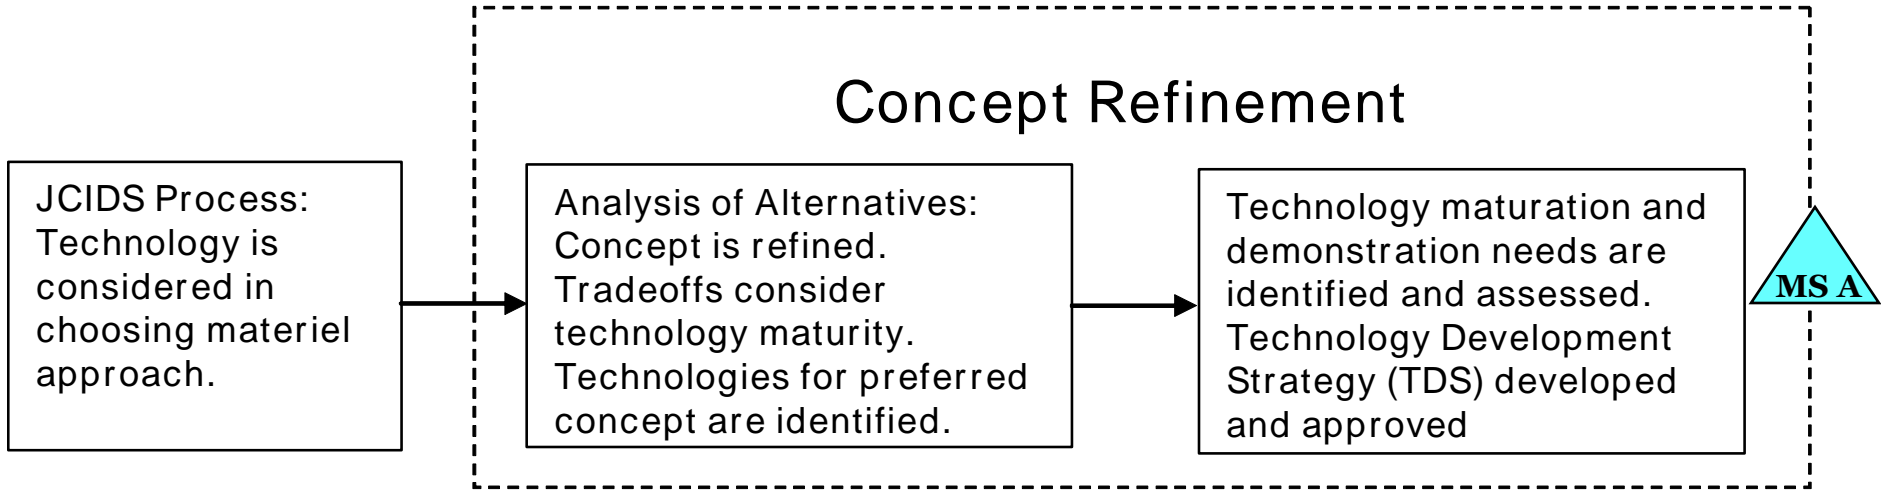 Concept Refinement
JCIDS Process:
Technology is
considered in
choosing materiel
approach.
Analysis of Alternatives:
Concept is refined.
Tradeoffs consider
technology maturity.
Technologies for preferred
concept are identified.
Technology maturation and
demonstration needs are
identified and assessed.
Technology Development
Strategy (TDS) developed
and approved
MS A